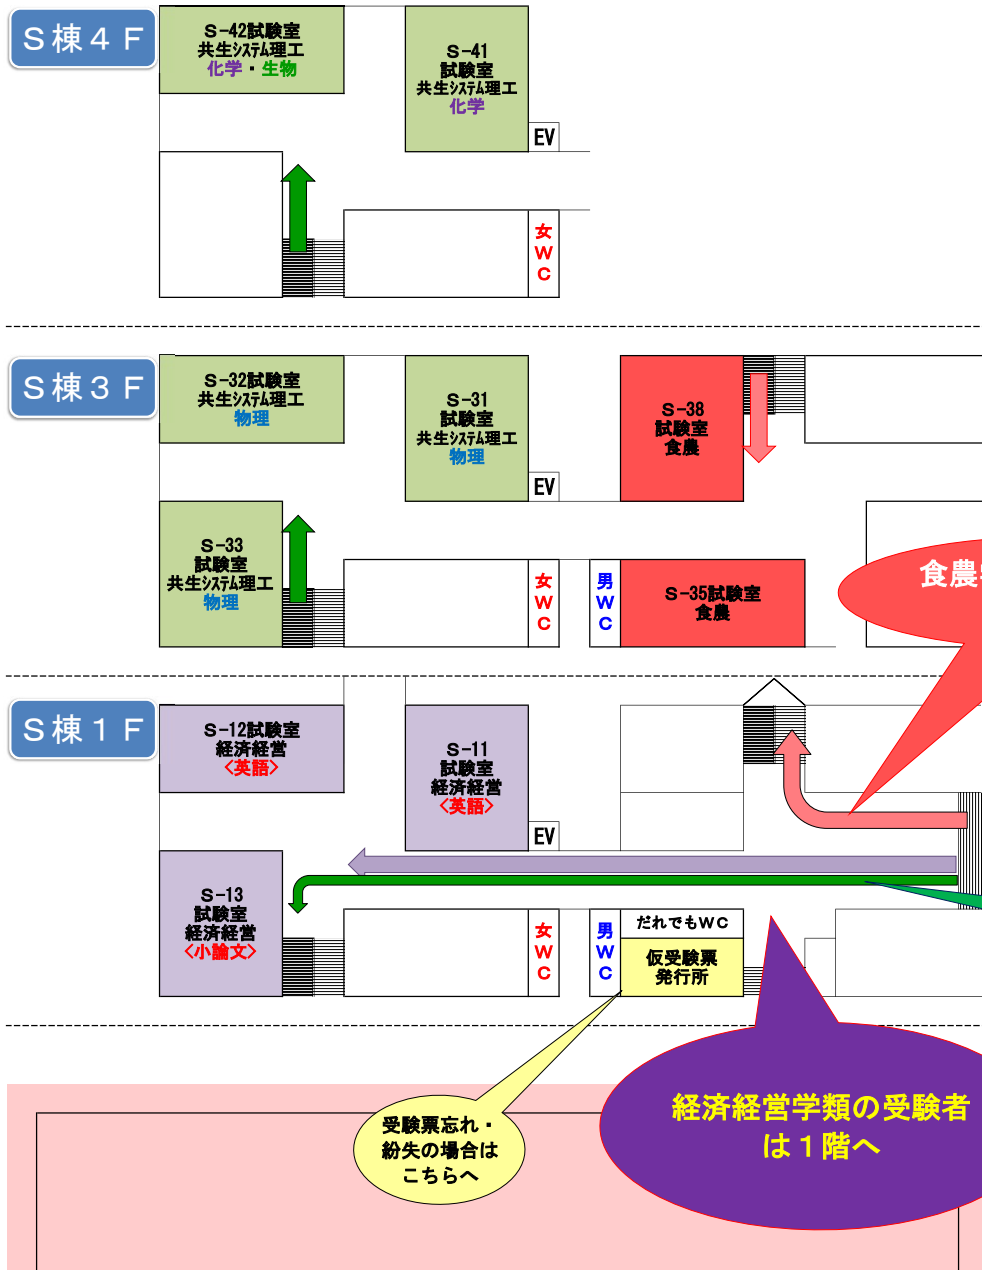 S棟4F
S-42試験室
共生システム理工
化学・生物
S-41
試験室
共生システム理工
化学
EV
女
W
C
S棟3F
S-32試験室
共生システム理工
物理
S-31
試験室
共生システム理工
物理
EV
S-38
試験室
食農
S-33
試験室
共生システム理工
物理
女
W
C
男
W
C
S-35試験室
食農
食農
S棟1F
S-12試験室
経済経営
<英語>
S-11
試験室
経済経営
<英語>
EV
S-13
試験室
経済経営
<小論文>
女
W
C
男
W
C
だれでもWC
仮受験票
発行所
受験票忘れ・
紛失の場合は
こちらへ
経済経営学類の受験者
は1階へ